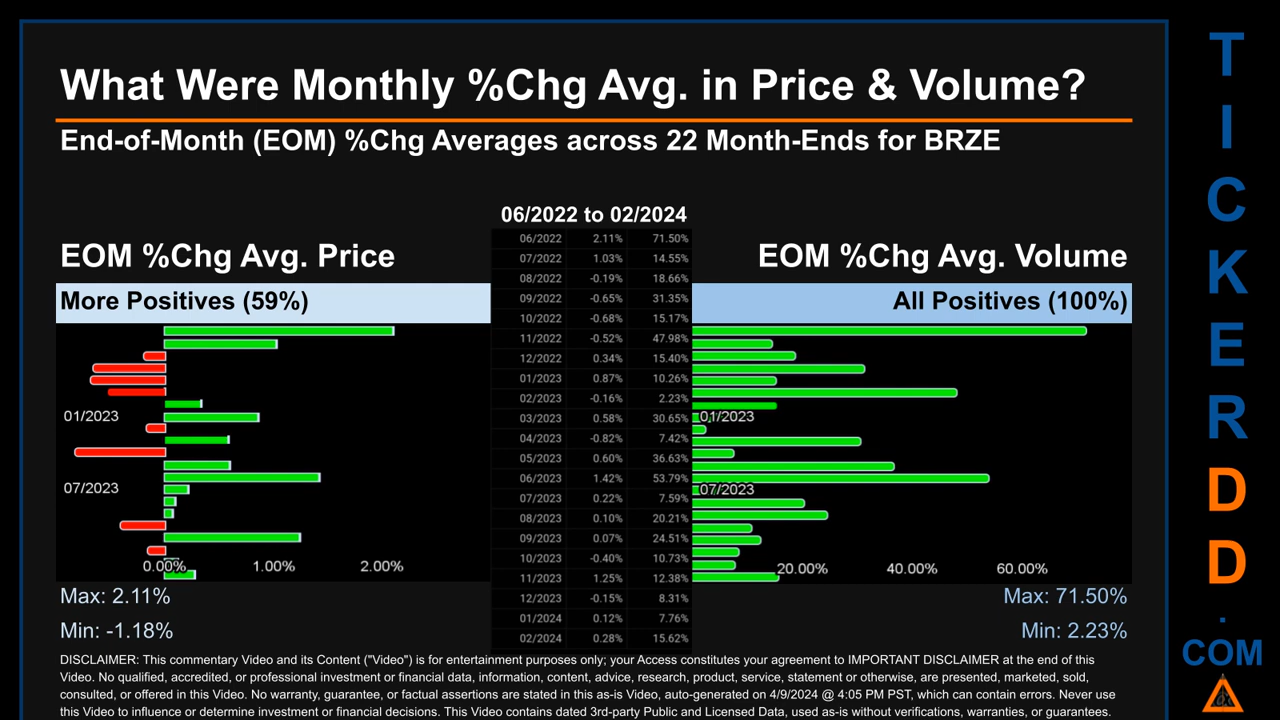 What Were Monthly %Chg Avg. in Price & Volume?
End-of-Month (EOM) %Chg Averages across 22 Month-Ends for BRZE
06/2022 to 02/2024
EOM %Chg Avg. Price
EOM %Chg Avg. Volume
More Positives (59%)
All Positives (100%)
06/2022 2.11% 71.50%
07/2022 1.03% 14.55%
08/2022 -0.19% 18.66%
09/2022 -0.65% 31.35%
10/2022 -0.68% 15.17%
11/2022 -0.52% 47.98%
12/2022 0.34% 15.40%
01/2023 0.87% 10.26%
02/2023 -0.16% 2.23%
03/2023 0.58% 30.65%
04/2023 -0.82% 7.42%
05/2023 0.60% 36.63%
06/2023 1.42% 53.79%
07/2023 0.22% 7.59%
08/2023 0.10% 20.21%
09/2023 0.07% 24.51%
10/2023 -0.40% 10.73%
11/2023 1.25% 12.38%
12/2023 -0.15% 8.31%
01/2024 0.12% 7.76%
02/2024 0.28% 15.62%
01/2023
07/2023
0.00% 1.00% 2.00%
01/2023
07/2023
20.00% 40.00% 60.00%
Max: 2.11%
Min: -1.18%
Max: 71.50%
Min: 2.23%
DISCLAIMER: This commentary Video and its Content ("Video") is for entertainment purposes only; your Access constitutes your agreement to IMPORTANT DISCLAIMER at the end of this
Video. No qualified, accredited, or professional investment or financial data, information, content, advice, research, product, service, statement or otherwise, are presented, marketed, sold,
consulted, or offered in this Video. No warranty, guarantee, or factual assertions are stated in this as-is Video, auto-generated on 4/9/2024 @ 4:05 PM PST, which can contain errors. Never use
this Video to influence or determine investment or financial decisions. This Video contains dated 3rd-party Public and Licensed Data, used as-is without verifications, warranties, or guarantees.
T
I
C
K
E
R
D
D
.
COM